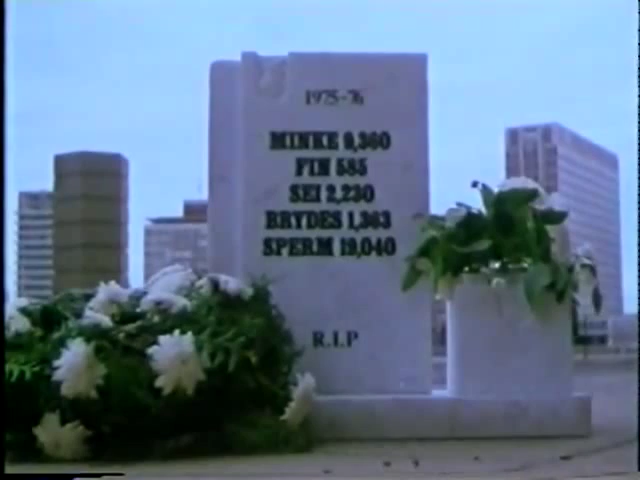 1975-76
MINKE 9,360
FIN 585
SEI 2,230
BRYDES 1,363
SPERM 19,040
R.I.P